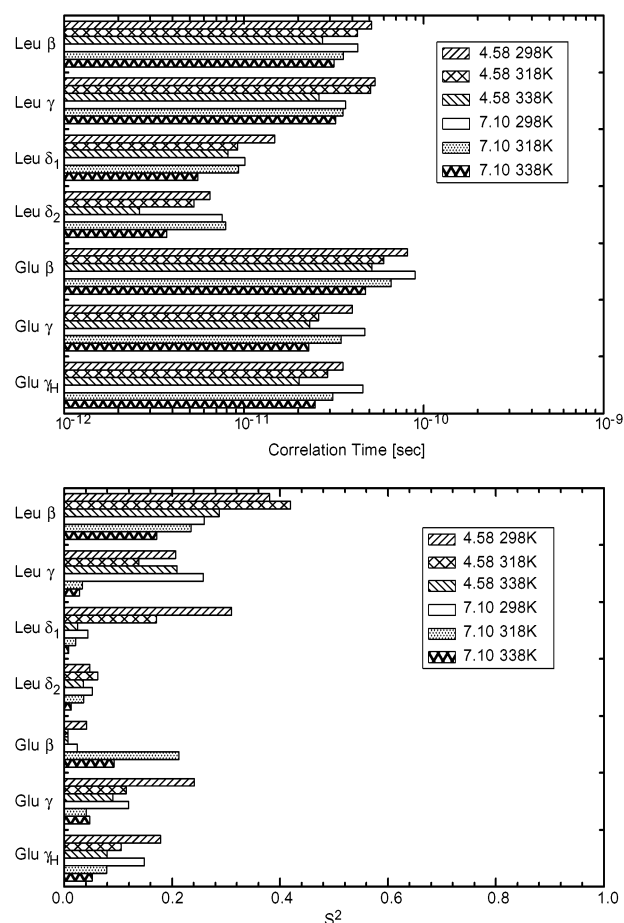 Leu β
Leu γ
Leu δ1
Leu δ2
Glu β
Glu γ
Glu γH
4.58 298K
4.58 318K
4.58 338K
7.10 298K
7.10 318K
7.10 338K
10-12 10-11 10-10 10-9
Correlation Time [sec]
Leu β
Leu γ
Leu δ1
Leu δ2
Glu β
Glu γ
Glu γH
4.58 298K
4.58 318K
4.58 338K
7.10 298K
7.10 318K
7.10 338K
0.0 0.2 0.4 0.6 0.8 1.0
S2